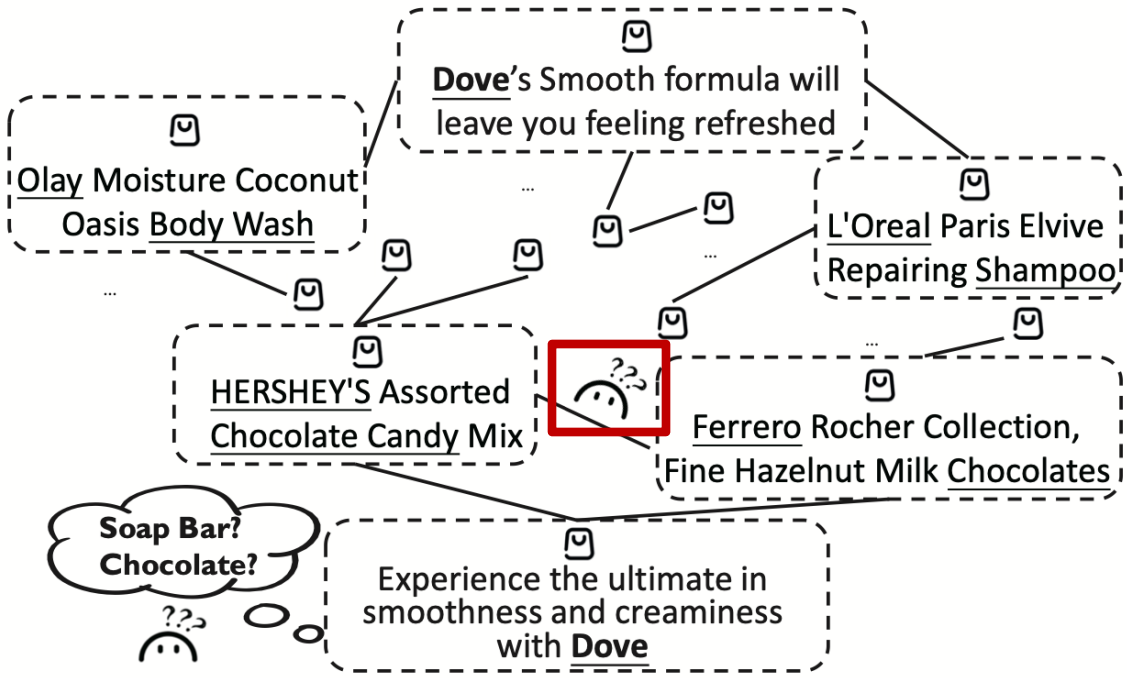 Dove's Smooth formula will
leave you feeling refreshed
Olay Moisture Coconut
Oasis Body Wash
...
L'Oreal Paris Elvive
Repairing Shampoo
...
...
...
HERSHEY'S Assorted
Chocolate Candy Mix
???
Ferrero Rocher Collection,
Fine Hazelnut Milk Chocolates
Soap Bar?
Chocolate?
???
Experience the ultimate in
smoothness and creaminess
with Dove